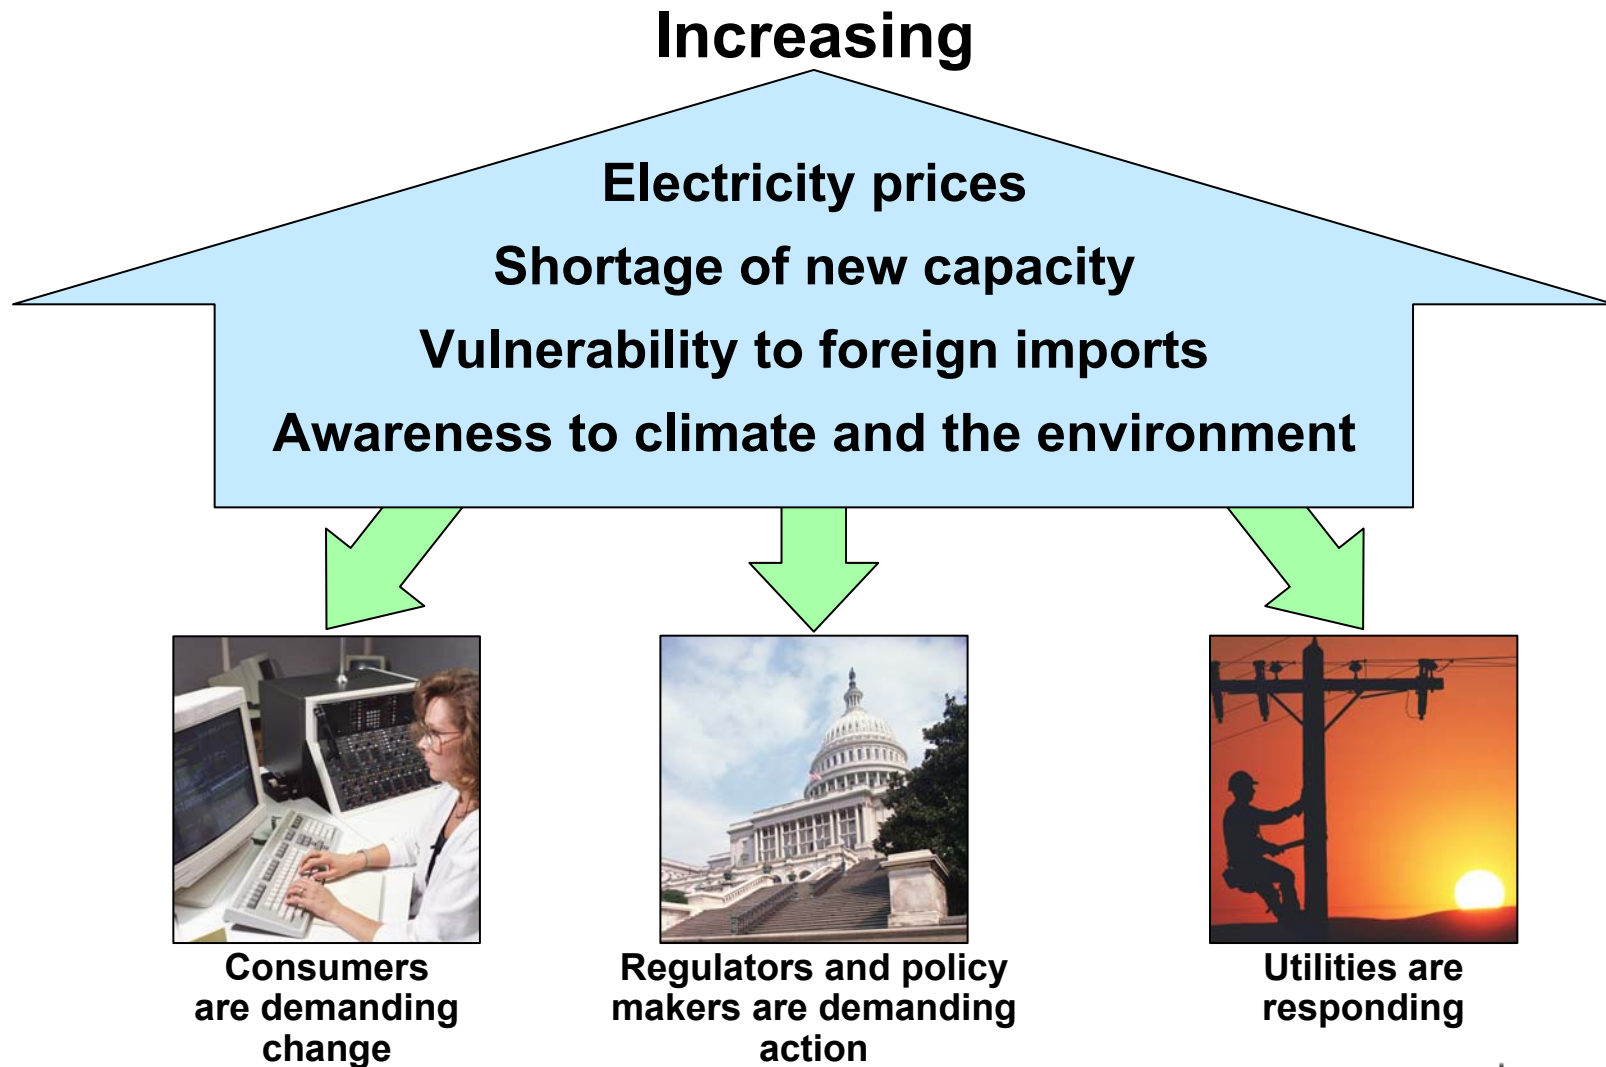 Increasing
Electricity prices
Shortage of new capacity
Vulnerability to foreign imports
Awareness to climate and the environment
Consumers
are demanding
change
Regulators and policy
makers are demanding
action
Utilities are
responding